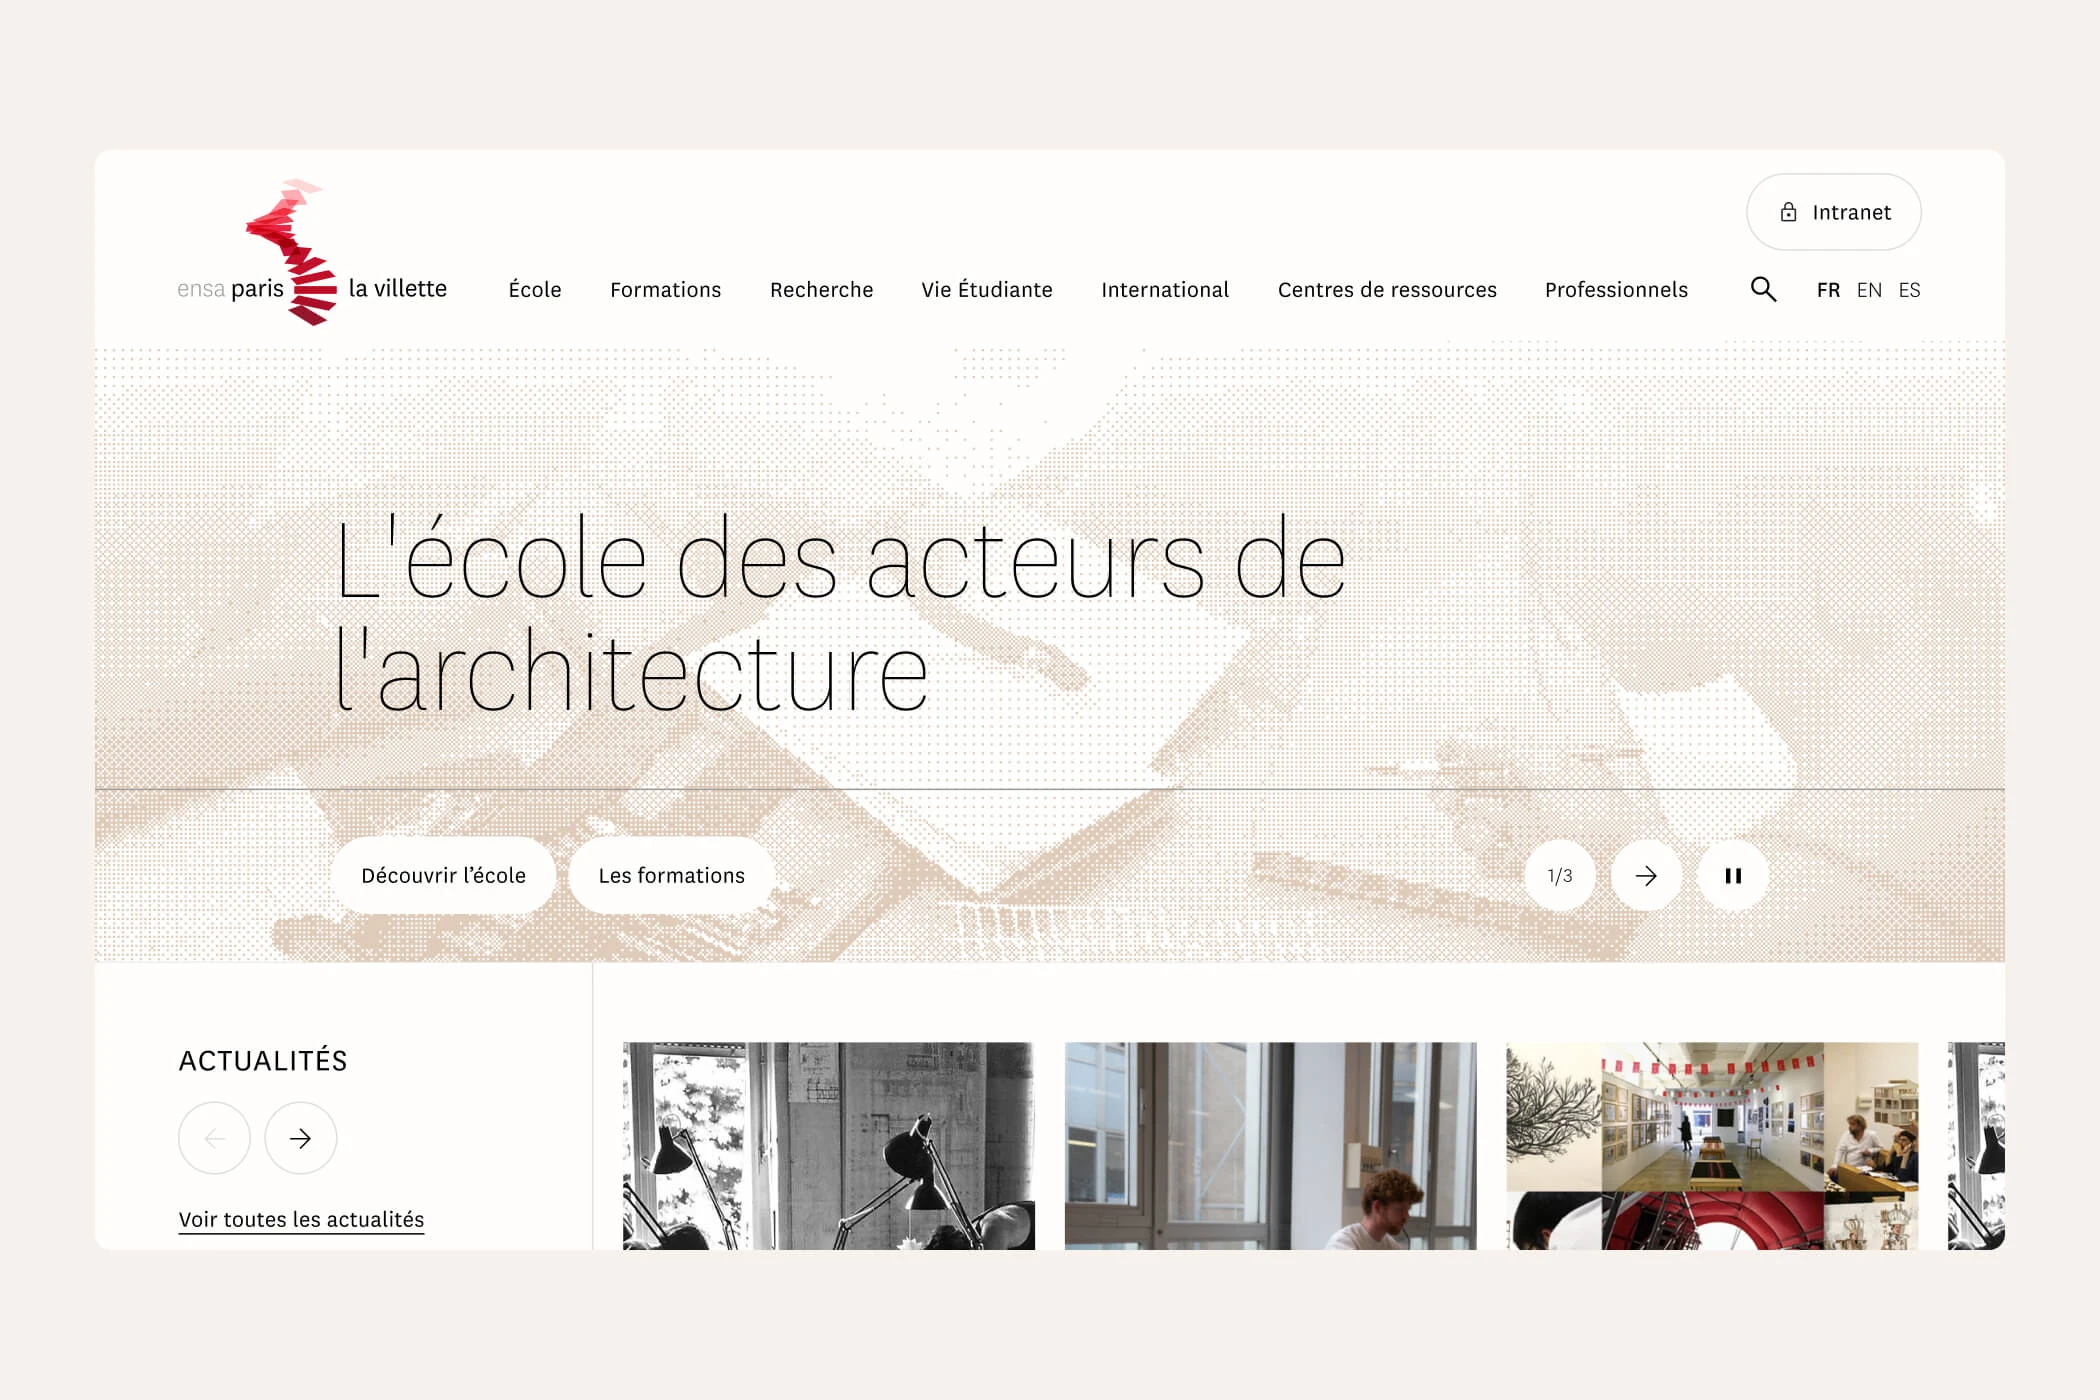 Intranet
ensa paris la villette
École
Formations
Recherche
Vie Étudiante
International
Centres de ressources
Professionnels
FR EN ES
L'école des acteurs de
l'architecture
Découvrir l’école
Les formations
1/3
ACTUALITÉS
Voir toutes les actualités